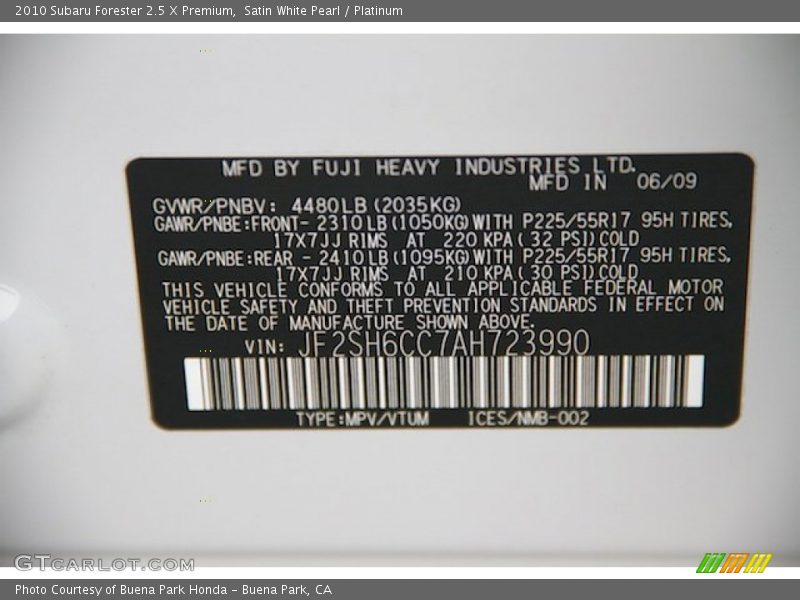 2010 Subaru Forester 2.5 X Premium,  Satin White Pearl / Platinum
MFD BY FUJI HEAVY INDUSTRIES LTD.
MFD IN 06/09
GVWR/PNBV: 4480LB(2035KG)
GAWR/PNBE:FRONT- 2310LB(1050KG)WITH P225/55R17 95H TIRES,
17X7JJ RIMS AT 220 KPA(32 PSI)COLD
GAWR/PNBE:REAR - 2410LB(1095KG)WITH P225/55R17 95H TIRES,
17X7JJ RIMS AT 210 KPA(30 PSI)COLD
THIS VEHICLE CONFORMS TO ALL APPLICABLE FEDERAL MOTOR
VEHICLE SAFETY AND THEFT PREVENTION STANDARDS IN EFFECT ON
THE DATE OF MANUFACTURE SHOWN ABOVE.
VIN: JF2SH6CC7AH723990
TYPE:MPV/VTUM ICES/NMB-002
GTCARLOT.COM
Photo Courtesy of Buena Park Honda - Buena Park, CA